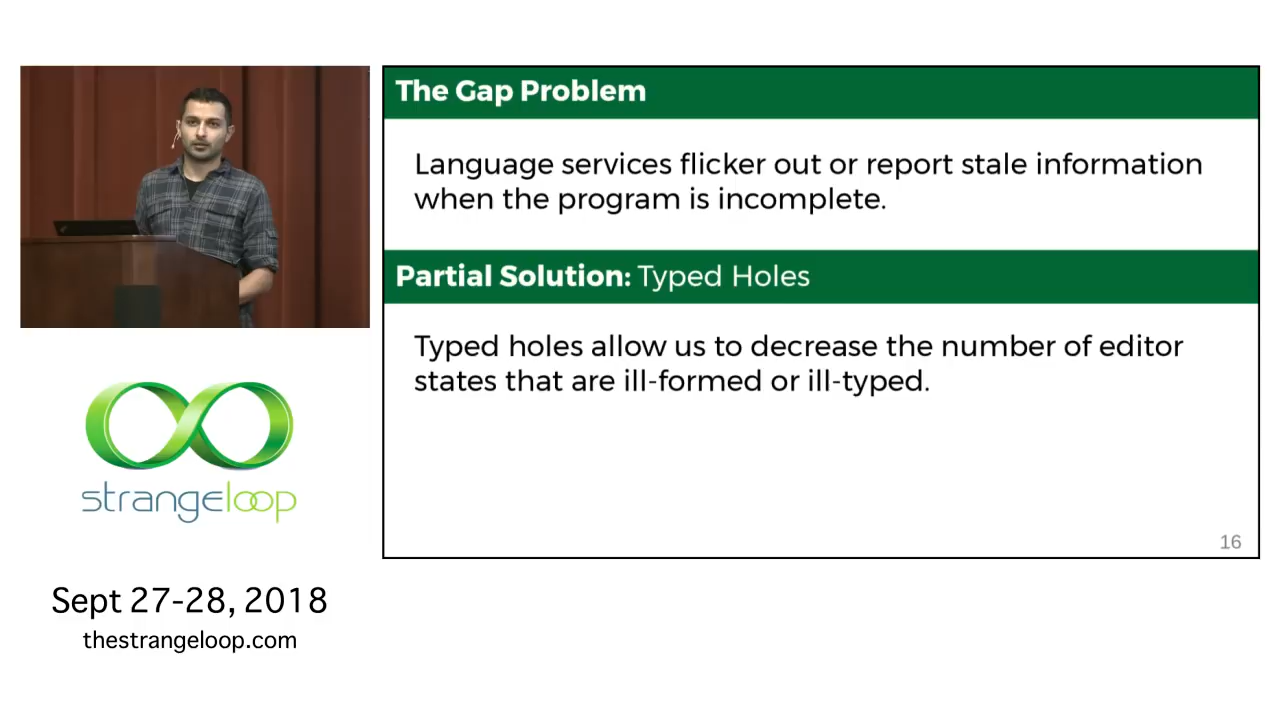 The Gap Problem
Language services flicker out or report stale information
when the program is incomplete.
Partial Solution: Typed Holes
Typed holes allow us to decrease the number of editor
states that are ill-formed or ill-typed.
16
strangeloop
Sept 27-28, 2018
thestrangeloop.com